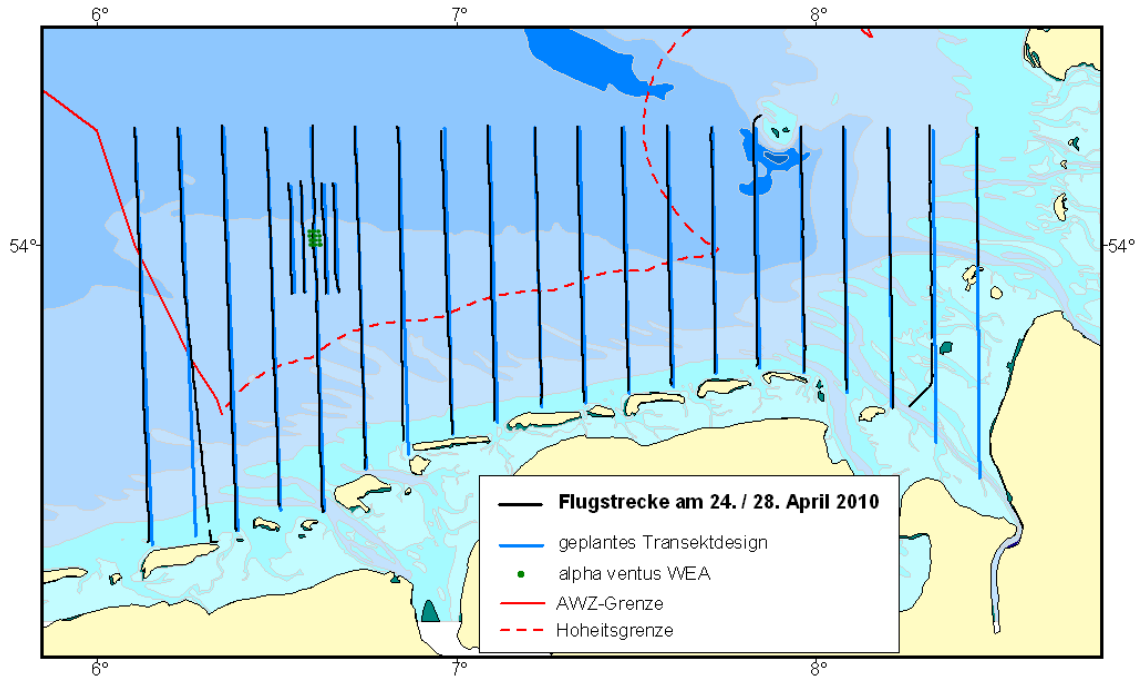 6° 7° 8°
54° 54°
Flugstrecke am 24. / 28. April 2010
geplantes Transektdesign
alpha ventus WEA
AWZ-Grenze
Hoheitsgrenze
6° 7° 8°